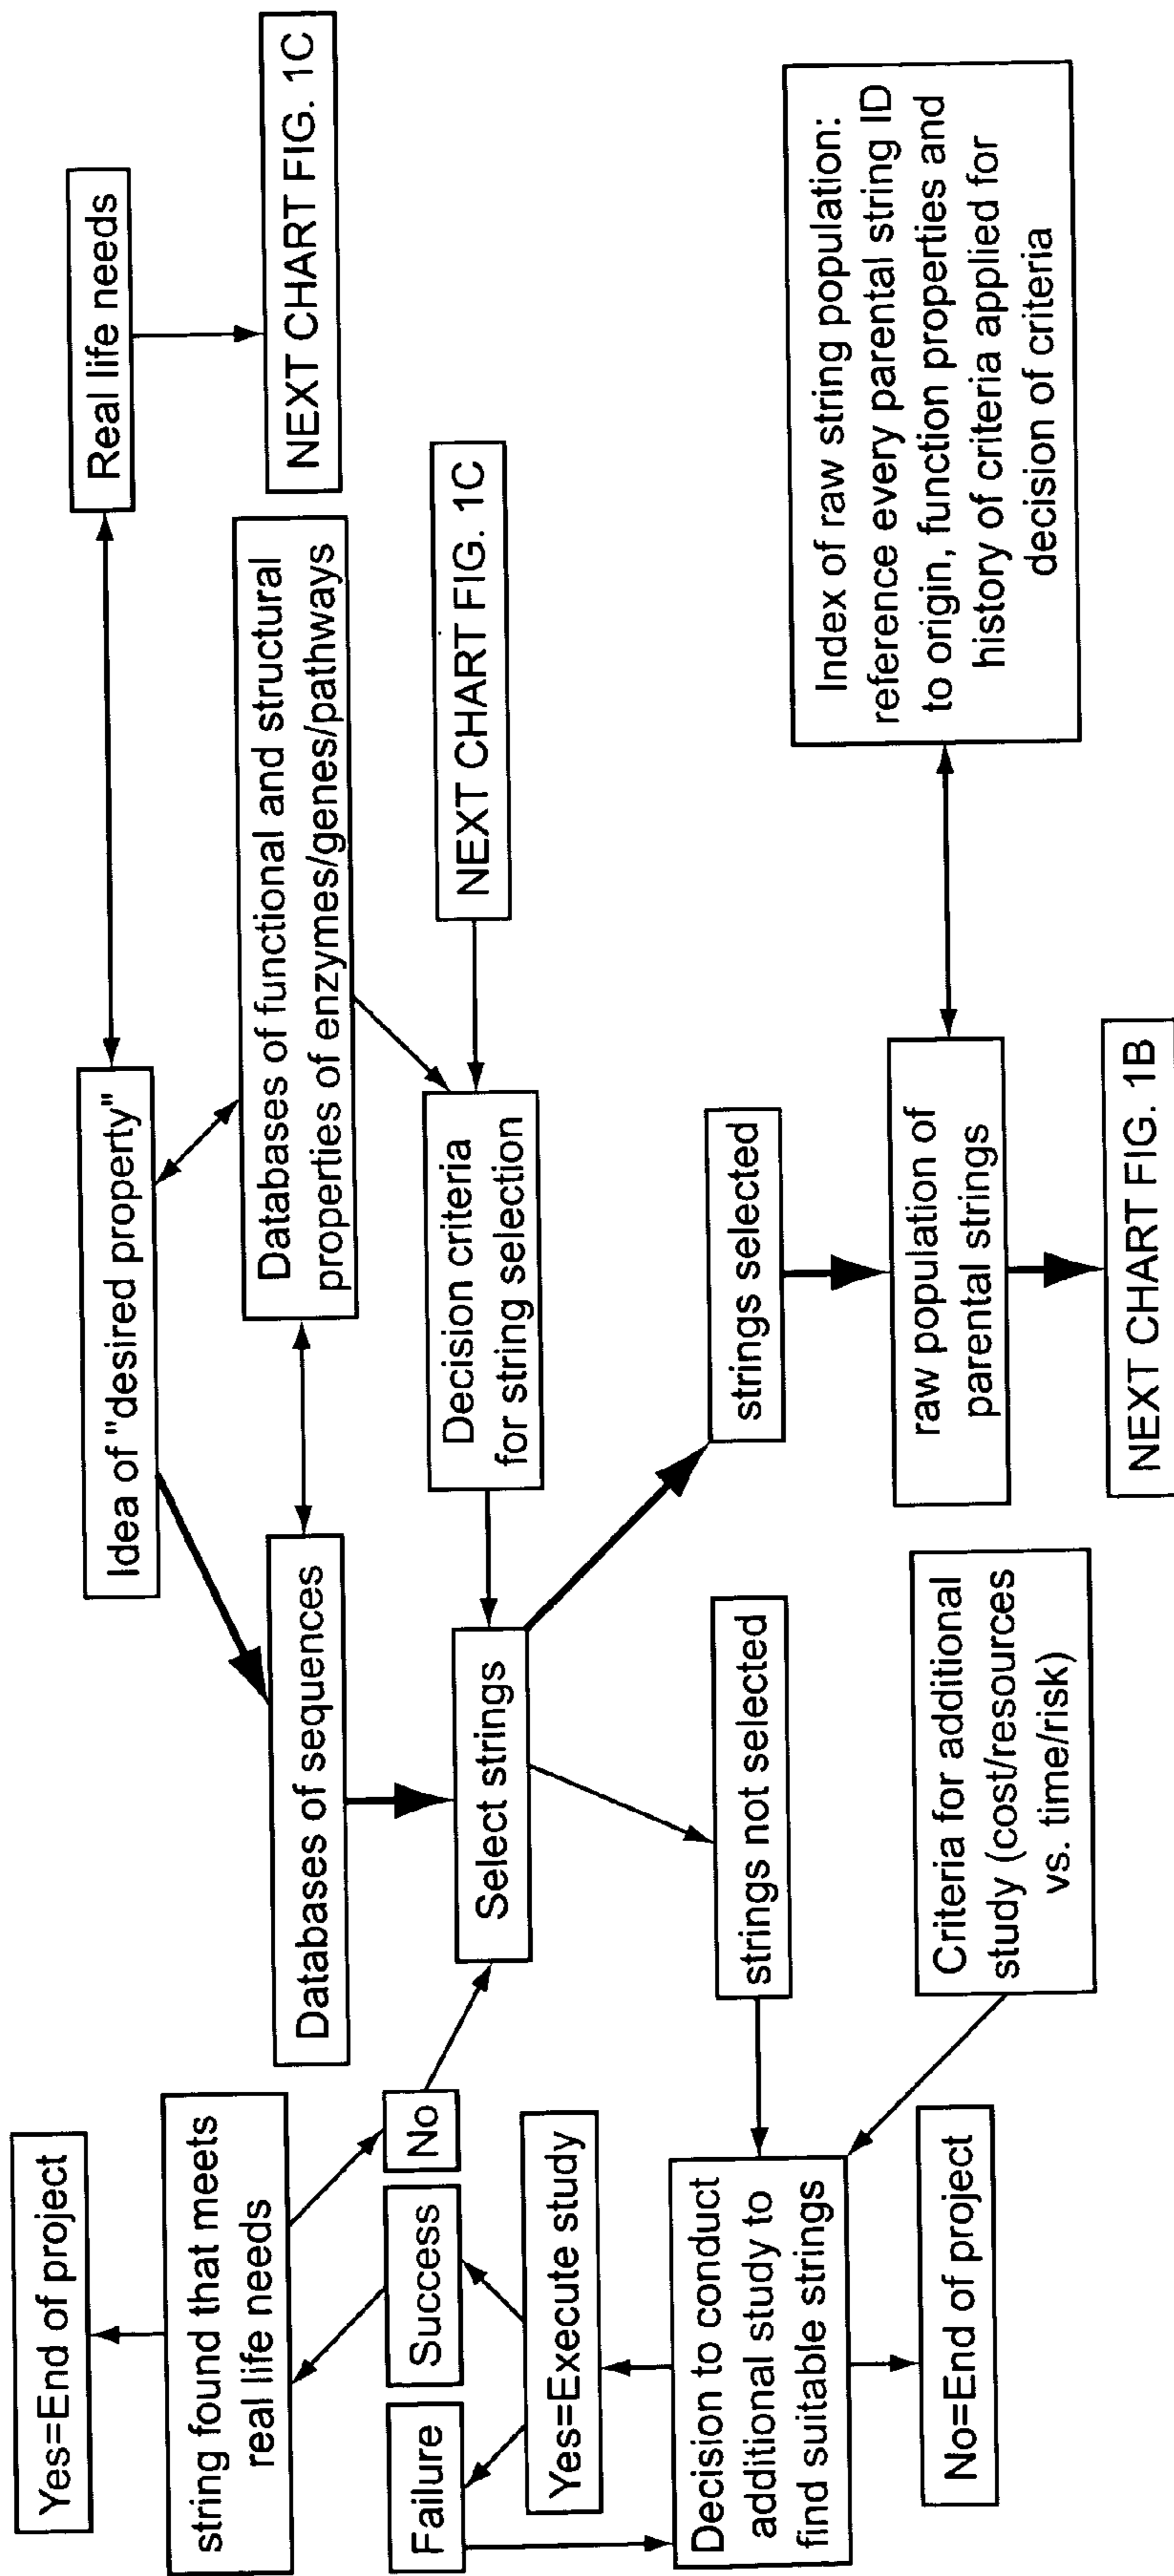 Yes=End of project
string found that meets
real life needs
Failure
Success
No
Yes=Execute study
Decision to conduct
additional study to
find suitable strings
No=End of project
Idea of "desired property"
Real life needs
NEXT CHART FIG. 1C
Databases of sequences
Databases of functional and structural
properties of enzymes/genes/pathways
Select strings
Decision criteria
for string selection
NEXT CHART FIG. 1C
strings not selected
strings selected
Criteria for additional
study (cost/resources
vs. time/risk)
raw population of
parental strings
Index of raw string population:
reference every parental string ID
to origin, function properties and
history of criteria applied for
decision of criteria
NEXT CHART FIG. 1B